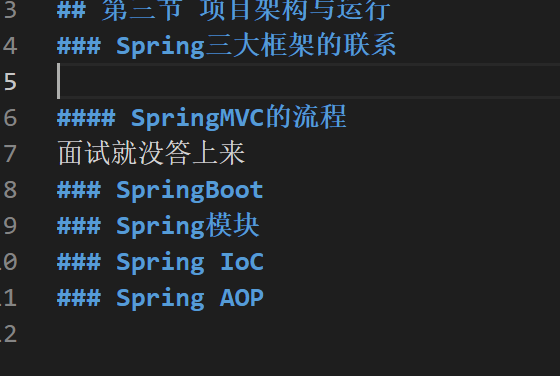 3 ## 第三节 项目架构与运行
4 ### Spring三大框架的联系
5
6 #### SpringMVC的流程
7 面试就没答上来
8 ### SpringBoot
9 ### Spring模块
10 ### Spring IoC
11 ### Spring AOP
12